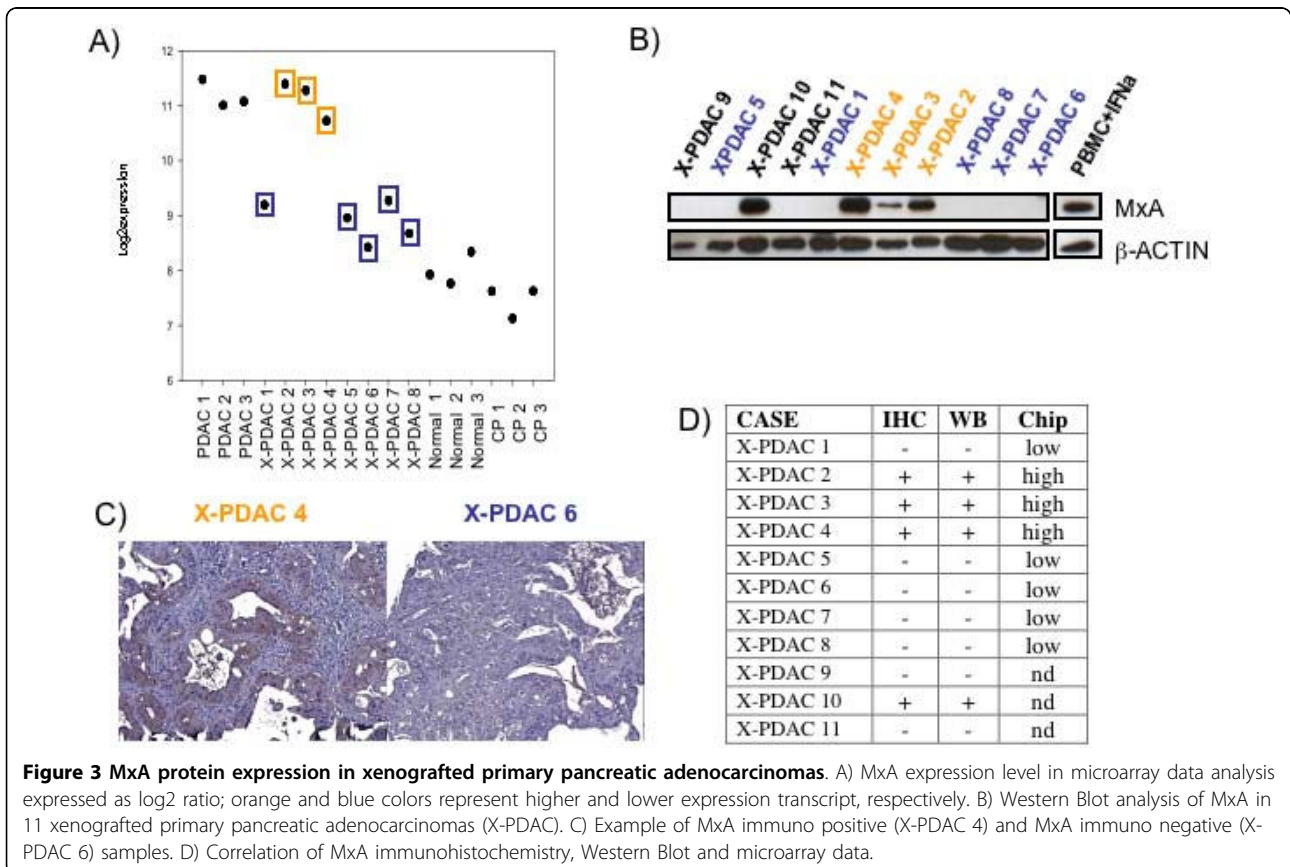 A)
12
11
10
9
8
7
6
Log2expression
PDAC 1
PDAC 2
PDAC 3
X-PDAC 1
X-PDAC 2
X-PDAC 3
X-PDAC 4
X-PDAC 5
X-PDAC 6
X-PDAC 7
X-PDAC 8
Normal 1
Normal 2
Normal 3
CP 1
CP 2
CP 3
B)
X-PDAC 9
XPDAC 5
X-PDAC 10
X-PDAC 11
X-PDAC 1
X-PDAC 4
X-PDAC 3
X-PDAC 2
X-PDAC 8
X-PDAC 7
X-PDAC 6
PBMC+IFNa
MxA
β-ACTIN
C)
X-PDAC 4
X-PDAC 6
D)
CASE IHC WB Chip
X-PDAC 1 - - low
X-PDAC 2 + + high
X-PDAC 3 + + high
X-PDAC 4 + + high
X-PDAC 5 - - low
X-PDAC 6 - - low
X-PDAC 7 - - low
X-PDAC 8 - - low
X-PDAC 9 - - nd
X-PDAC 10 + + nd
X-PDAC 11 - - nd
Figure 3 MxA protein expression in xenografted primary pancreatic adenocarcinomas. A) MxA expression level in microarray data analysis
expressed as log2 ratio; orange and blue colors represent higher and lower expression transcript, respectively. B) Western Blot analysis of MxA in
11 xenografted primary pancreatic adenocarcinomas (X-PDAC). C) Example of MxA immuno positive (X-PDAC 4) and MxA immuno negative (X-
PDAC 6) samples. D) Correlation of MxA immunohistochemistry, Western Blot and microarray data.